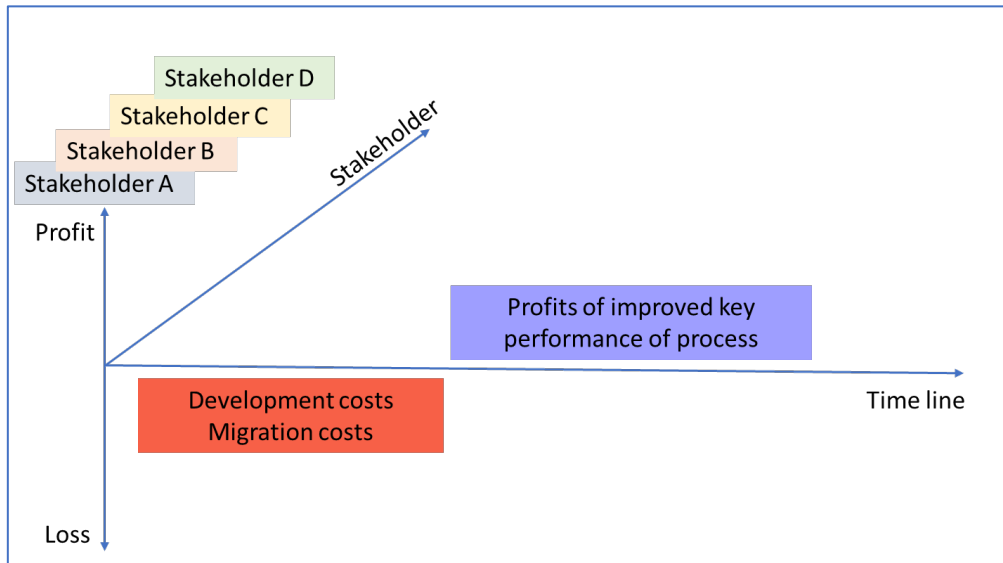 Stakeholder D
Stakeholder C
Stakeholder B
Stakeholder A
Stakeholder
Profit
Profits of improved key
performance of process
Development costs
Migration costs
Time line
Loss